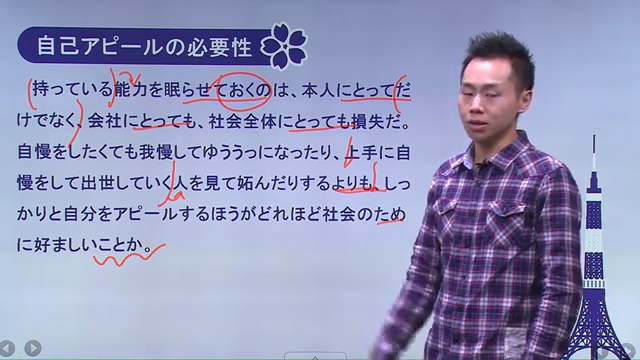 自己アピールの必要性
持っている能力を眠らせておくのは、本人にとってだ
けでなく、会社にとっても、社会全体にとっても損失だ。
自慢をしたくても我慢してゆううつになったり、上手に自
慢をして出世していく人を見て妬んだりするよりも、しっ
かりと自分をアピールするほうがどれほど社会のため
に好ましいことか。